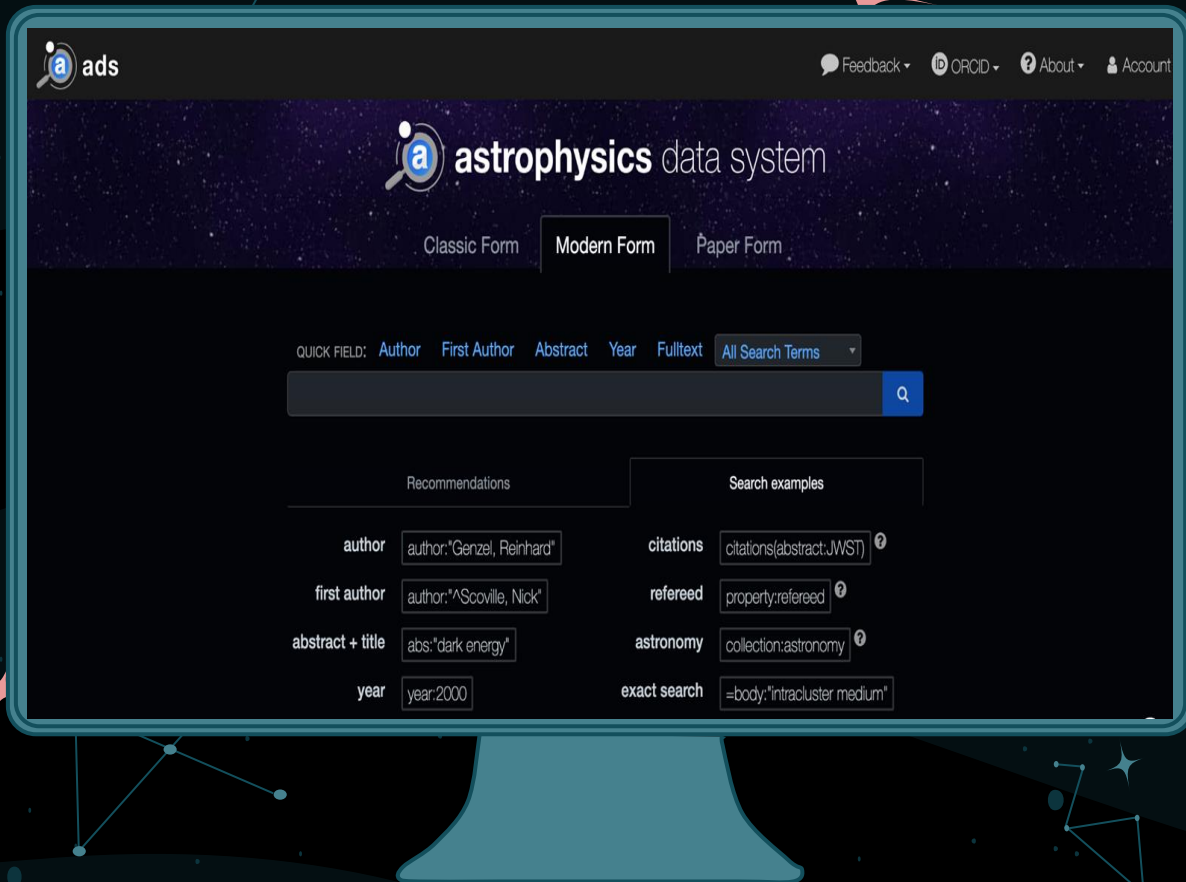 a ads Feedback ORCID About Account
a astrophysics data system
Classic Form Modern Form Paper Form
QUICK FIELD: Author First Author Abstract Year Fulltext All Search Terms
Recommendations Search examples
author author:"Genzel, Reinhard" citations citations(abstract:JWST)
first author author:"^Scoville, Nick" refereed property:refereed
abstract + title abs:"dark energy" astronomy collection:astronomy
year year:2000 exact search =body:"intracluster medium"